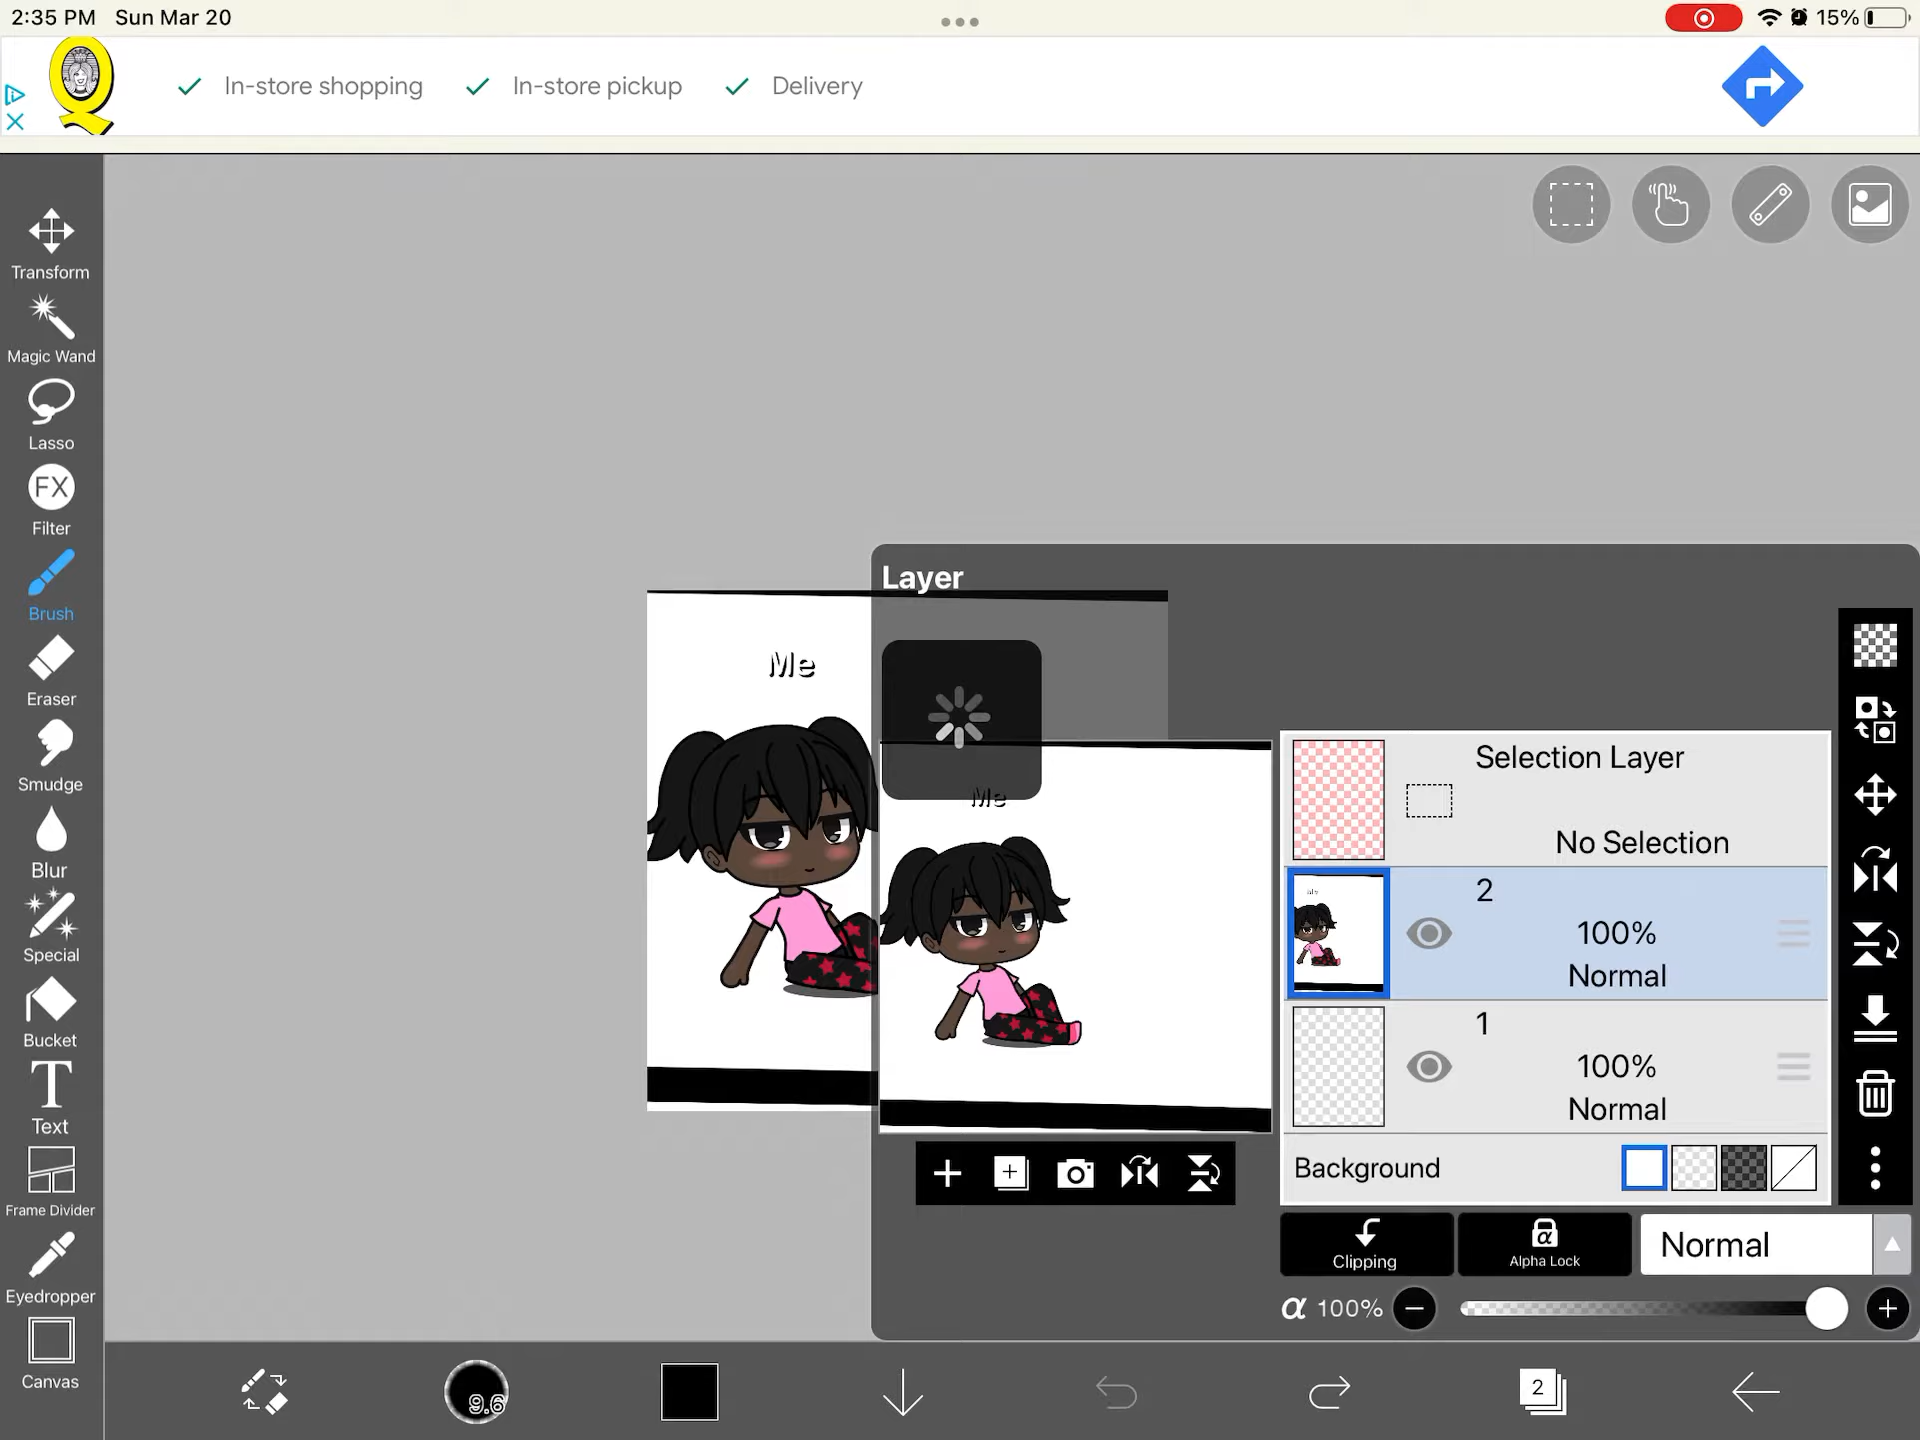 2:35 PM Sun Mar 20
15%
In-store shopping
In-store pickup
Delivery
Transform
Magic Wand
Lasso
FX
Filter
Brush
Eraser
Smudge
Blur
Special
Bucket
T
Text
Frame Divider
Eyedropper
Canvas
Me
Layer
Me
Selection Layer
No Selection
2
100%
Normal
1
100%
Normal
Background
Clipping
α
Alpha Lock
Normal
α 100%
9.6
2